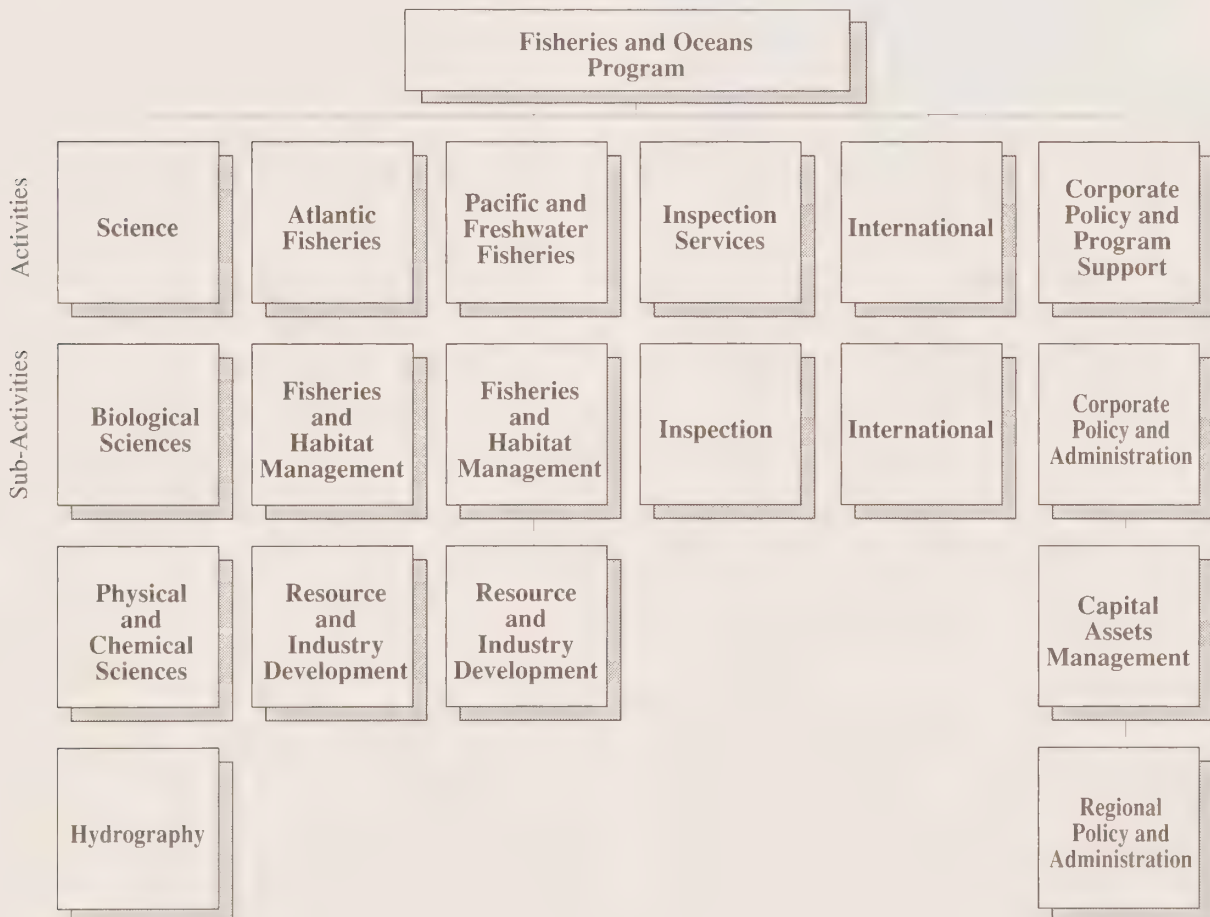 Fisheries and Oceans
Program
Activities
Science
Atlantic
Fisheries
Pacific and
Freshwater
Fisheries
Inspection
Services
International
Corporate
Policy and
Program
Support
Sub-Activities
Biological
Sciences
Fisheries
and
Habitat
Management
Fisheries
and
Habitat
Management
Inspection
International
Corporate
Policy and
Administration
Physical
and
Chemical
Sciences
Resource
and
Industry
Development
Resource
and
Industry
Development
Capital
Assets
Management
Hydrography
Regional
Policy and
Administration